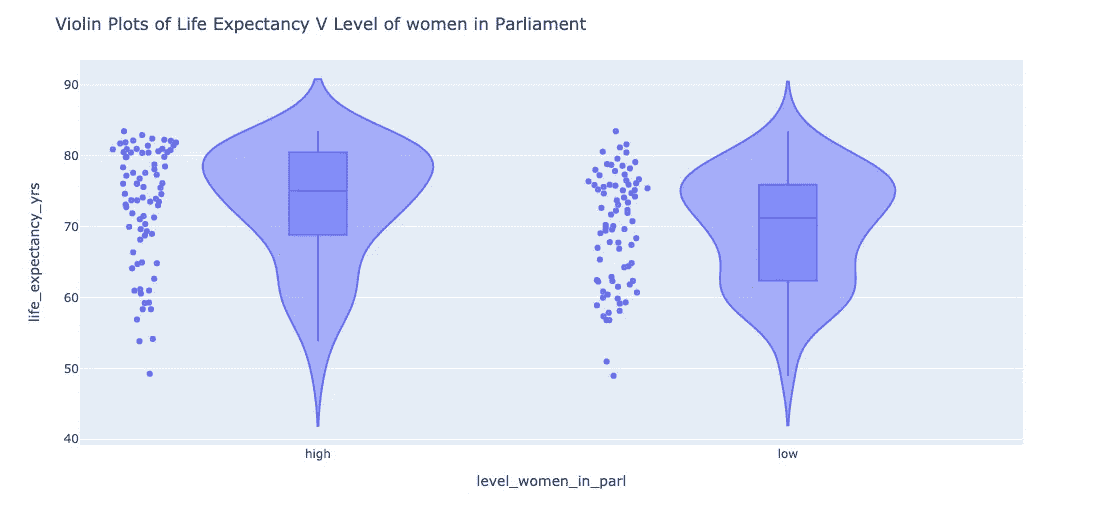 Violin Plots of Life Expectancy V Level of women in Parliament
life_expectancy_yrs
90
80
70
60
50
40
high
low
level_women_in_parl